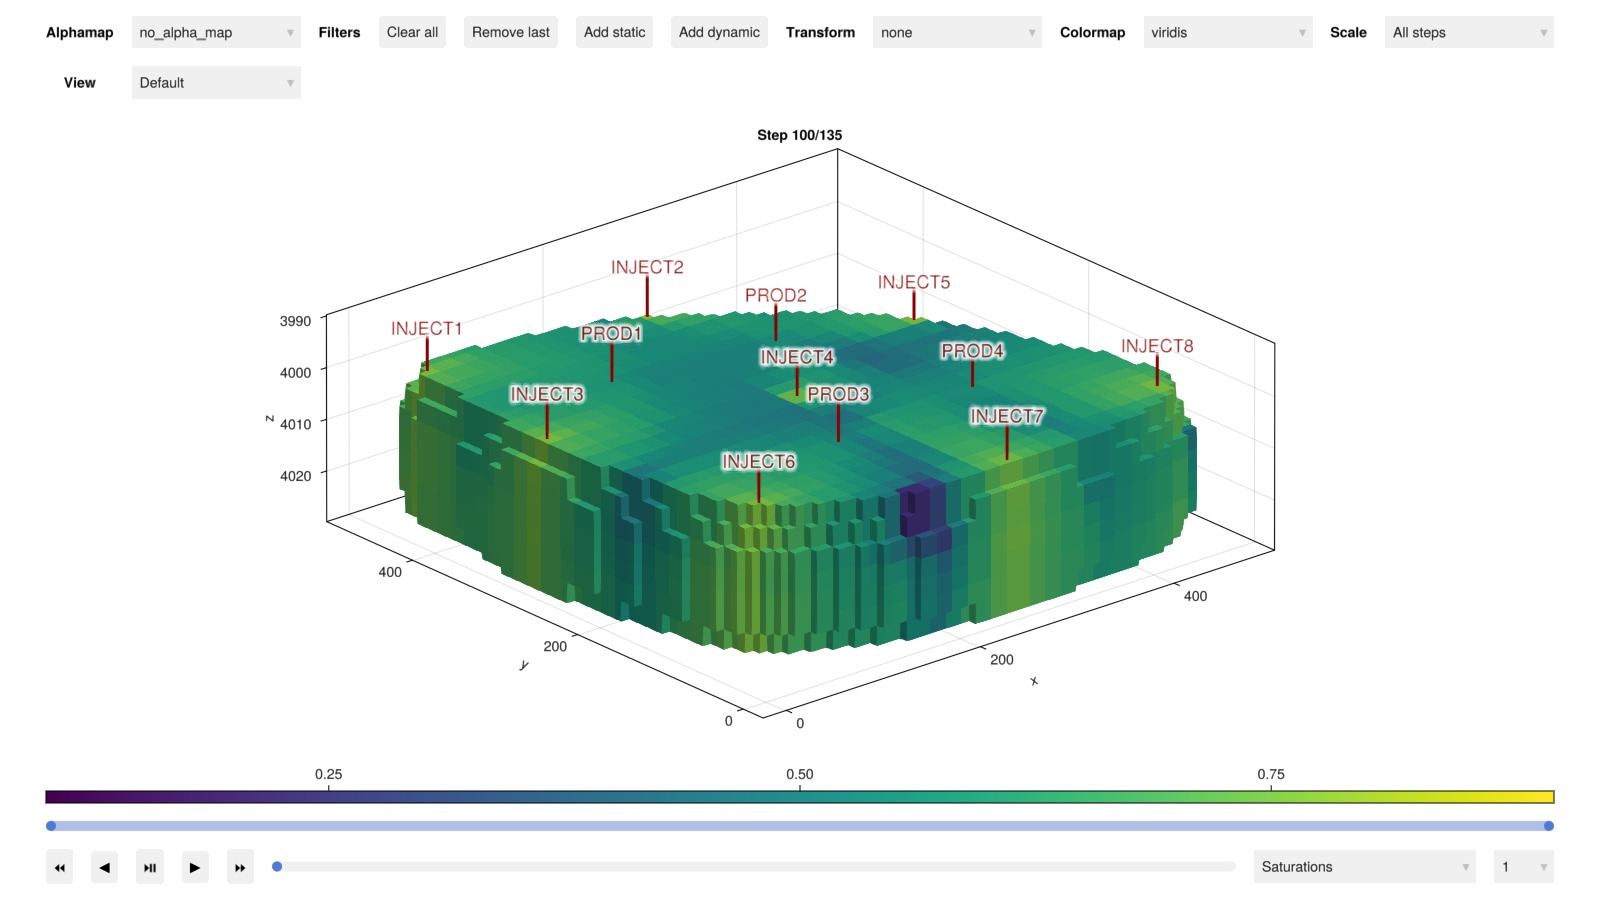 Alphamap no_alpha_map Filters Clear all Remove last Add static Add dynamic Transform none Colormap viridis Scale All steps
View Default
Step 100/135
INJECT2
INJECT5
PROD2
INJECT1
PROD1
INJECT8
PROD4
INJECT4
INJECT3
PROD3
INJECT7
INJECT6
3990
4000
4010
4020
z
400
200
0
y
0
200
400
x
0.25 0.50 0.75
Saturations 1